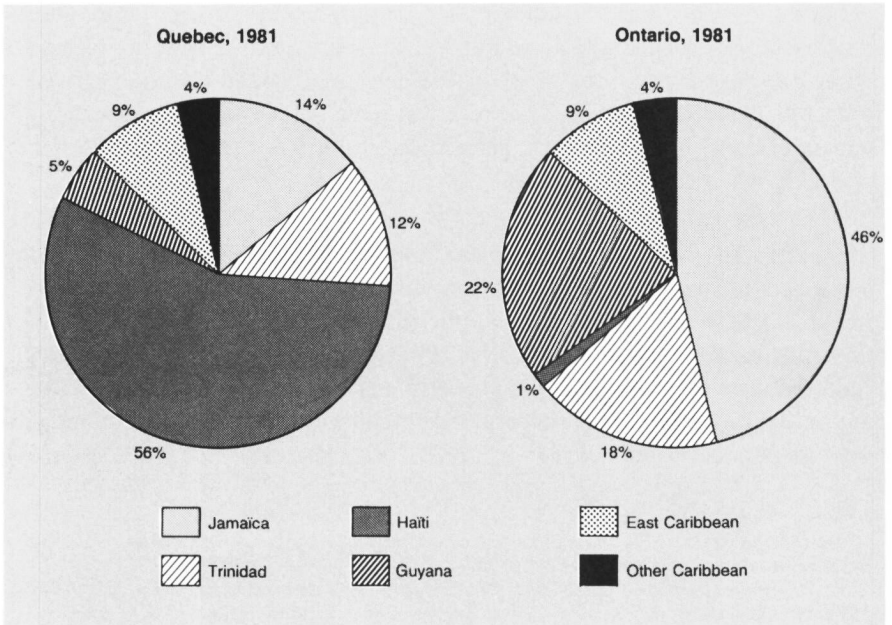 Quebec, 1981
4%
14%
9%
5%
12%
56%
Ontario, 1981
4%
9%
46%
22%
1%
18%
Jamaïca
Haïti
East Caribbean
Trinidad
Guyana
Other Caribbean